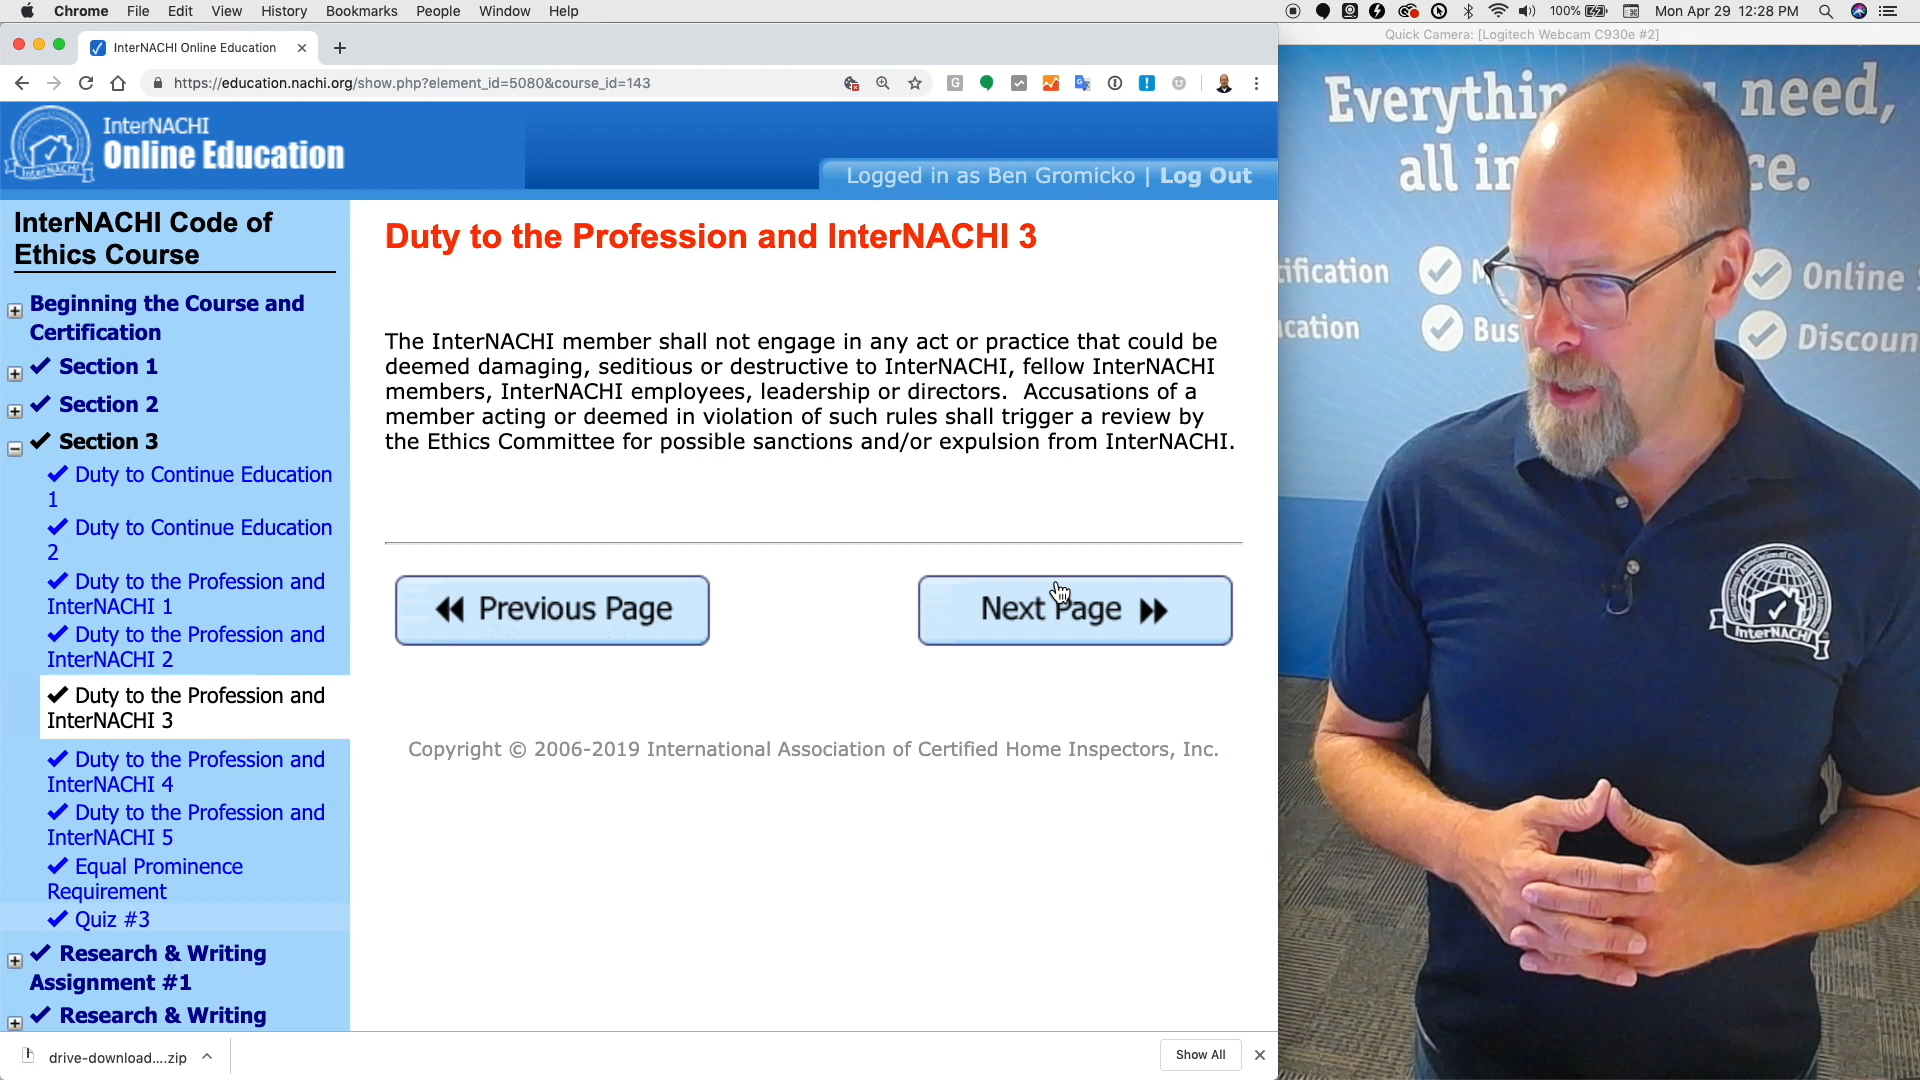 Chrome File Edit View History Bookmarks People Window Help
100% Mon Apr 29 12:28 PM
Quick Camera: [Logitech Webcam C930e #2]
InterNACHI Online Education
https://education.nachi.org/show.php?element_id=5080&course_id=143
InterNACHI
Online Education
Logged in as Ben Gromicko | Log Out
InterNACHI Code of
Ethics Course
Beginning the Course and
Certification
Section 1
Section 2
Section 3
Duty to Continue Education
1
Duty to Continue Education
2
Duty to the Profession and
InterNACHI 1
Duty to the Profession and
InterNACHI 2
Duty to the Profession and
InterNACHI 3
Duty to the Profession and
InterNACHI 4
Duty to the Profession and
InterNACHI 5
Equal Prominence
Requirement
Quiz #3
Research & Writing
Assignment #1
Research & Writing
Duty to the Profession and InterNACHI 3
The InterNACHI member shall not engage in any act or practice that could be
deemed damaging, seditious or destructive to InterNACHI, fellow InterNACHI
members, InterNACHI employees, leadership or directors. Accusations of a
member acting or deemed in violation of such rules shall trigger a review by
the Ethics Committee for possible sanctions and/or expulsion from InterNACHI.
Previous Page
Next Page
Copyright © 2006-2019 International Association of Certified Home Inspectors, Inc.
drive-download....zip
Show All
need,
all
Online
Discoun
InterNACHI